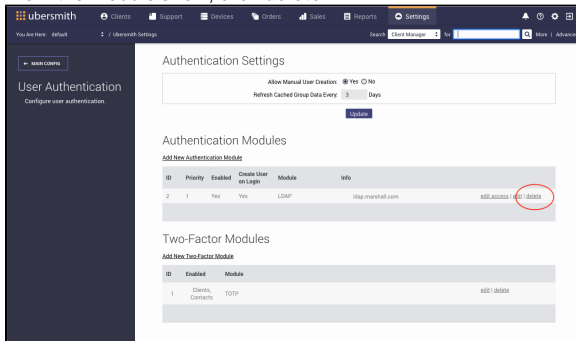 ubersmith Clients Support Devices Orders Sales Reports Settings
You Are Here: default / Ubersmith Settings Search Client Manager for More | Advance
← MAIN CONFIG
User Authentication
Configure user authentication.
Authentication Settings
Allow Manual User Creation: Yes No
Refresh Cached Group Data Every: 3 Days
Update
Authentication Modules
Add New Authentication Module
ID Priority Enabled Create User on Login Module Info
2 1 Yes Yes LDAP ldap.marshall.com edit access | edit | delete
Two-Factor Modules
Add New Two-Factor Module
ID Enabled Module
1 Clients, Contacts TOTP edit | delete